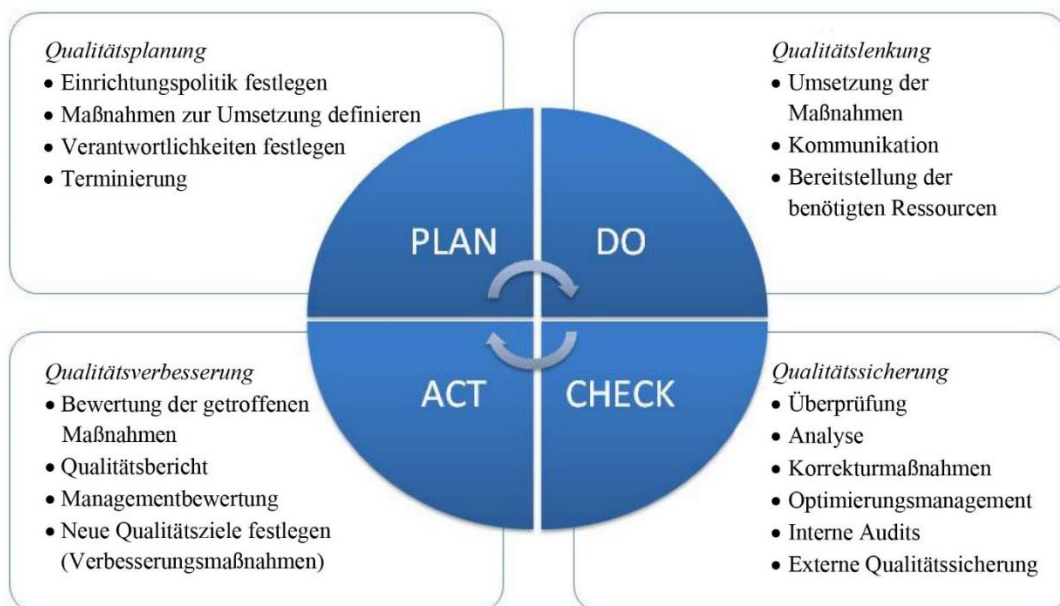 Qualitätsplanung
• Einrichtungspolitik festlegen
• Maßnahmen zur Umsetzung definieren
• Verantwortlichkeiten festlegen
• Terminierung
Qualitätslenkung
• Umsetzung der
Maßnahmen
• Kommunikation
• Bereitstellung der
benötigten Ressourcen
PLAN
DO
ACT
CHECK
Qualitätsverbesserung
• Bewertung der getroffenen
Maßnahmen
• Qualitätsbericht
• Managementbewertung
• Neue Qualitätsziele festlegen
(Verbesserungsmaßnahmen)
Qualitätssicherung
• Überprüfung
• Analyse
• Korrekturmaßnahmen
• Optimierungsmanagement
• Interne Audits
• Externe Qualitätssicherung